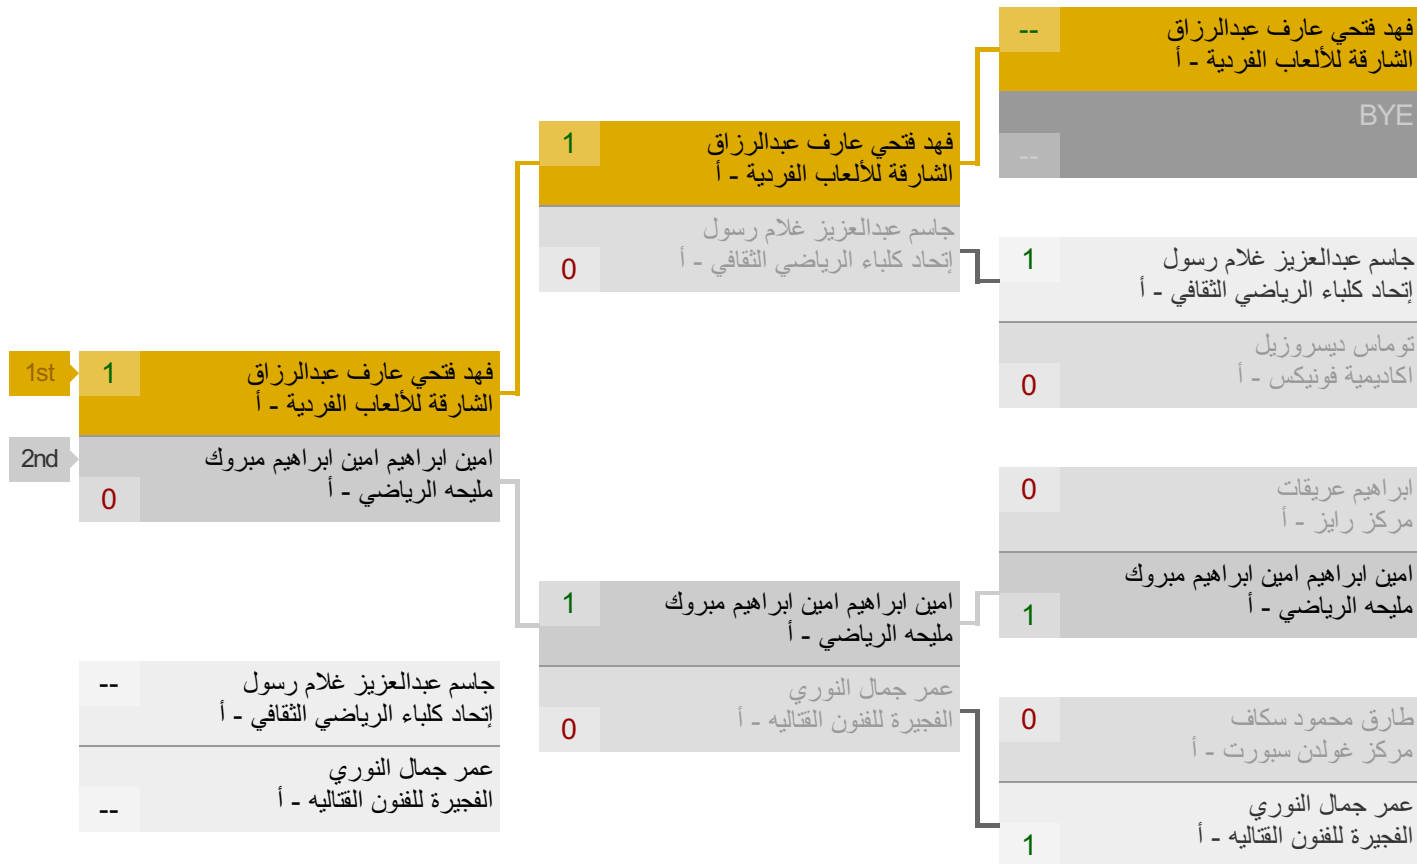 --
فهد فتحي عارف عبدالرزاق
الشارقة للألعاب الفردية - أ
BYE
--
1
جاسم عبدالعزيز غلام رسول
إتحاد كلباء الرياضي الثقافي - أ
توماس ديسروزيل
اكاديمية فونيكس - أ
0
0
ابراهيم عريقات
مركز رايز - أ
امين ابراهيم امين ابراهيم مبروك
مليحه الرياضي - أ
1
0
طارق محمود سكاف
مركز غولدن سبورت - أ
عمر جمال النوري
الفجيرة للفنون القتاليه - أ
1
1
فهد فتحي عارف عبدالرزاق
الشارقة للألعاب الفردية - أ
جاسم عبدالعزيز غلام رسول
إتحاد كلباء الرياضي الثقافي - أ
0
1
امين ابراهيم امين ابراهيم مبروك
مليحه الرياضي - أ
عمر جمال النوري
الفجيرة للفنون القتاليه - أ
0
1st
1
فهد فتحي عارف عبدالرزاق
الشارقة للألعاب الفردية - أ
2nd
امين ابراهيم امين ابراهيم مبروك
مليحه الرياضي - أ
0
--
جاسم عبدالعزيز غلام رسول
إتحاد كلباء الرياضي الثقافي - أ
عمر جمال النوري
الفجيرة للفنون القتاليه - أ
--